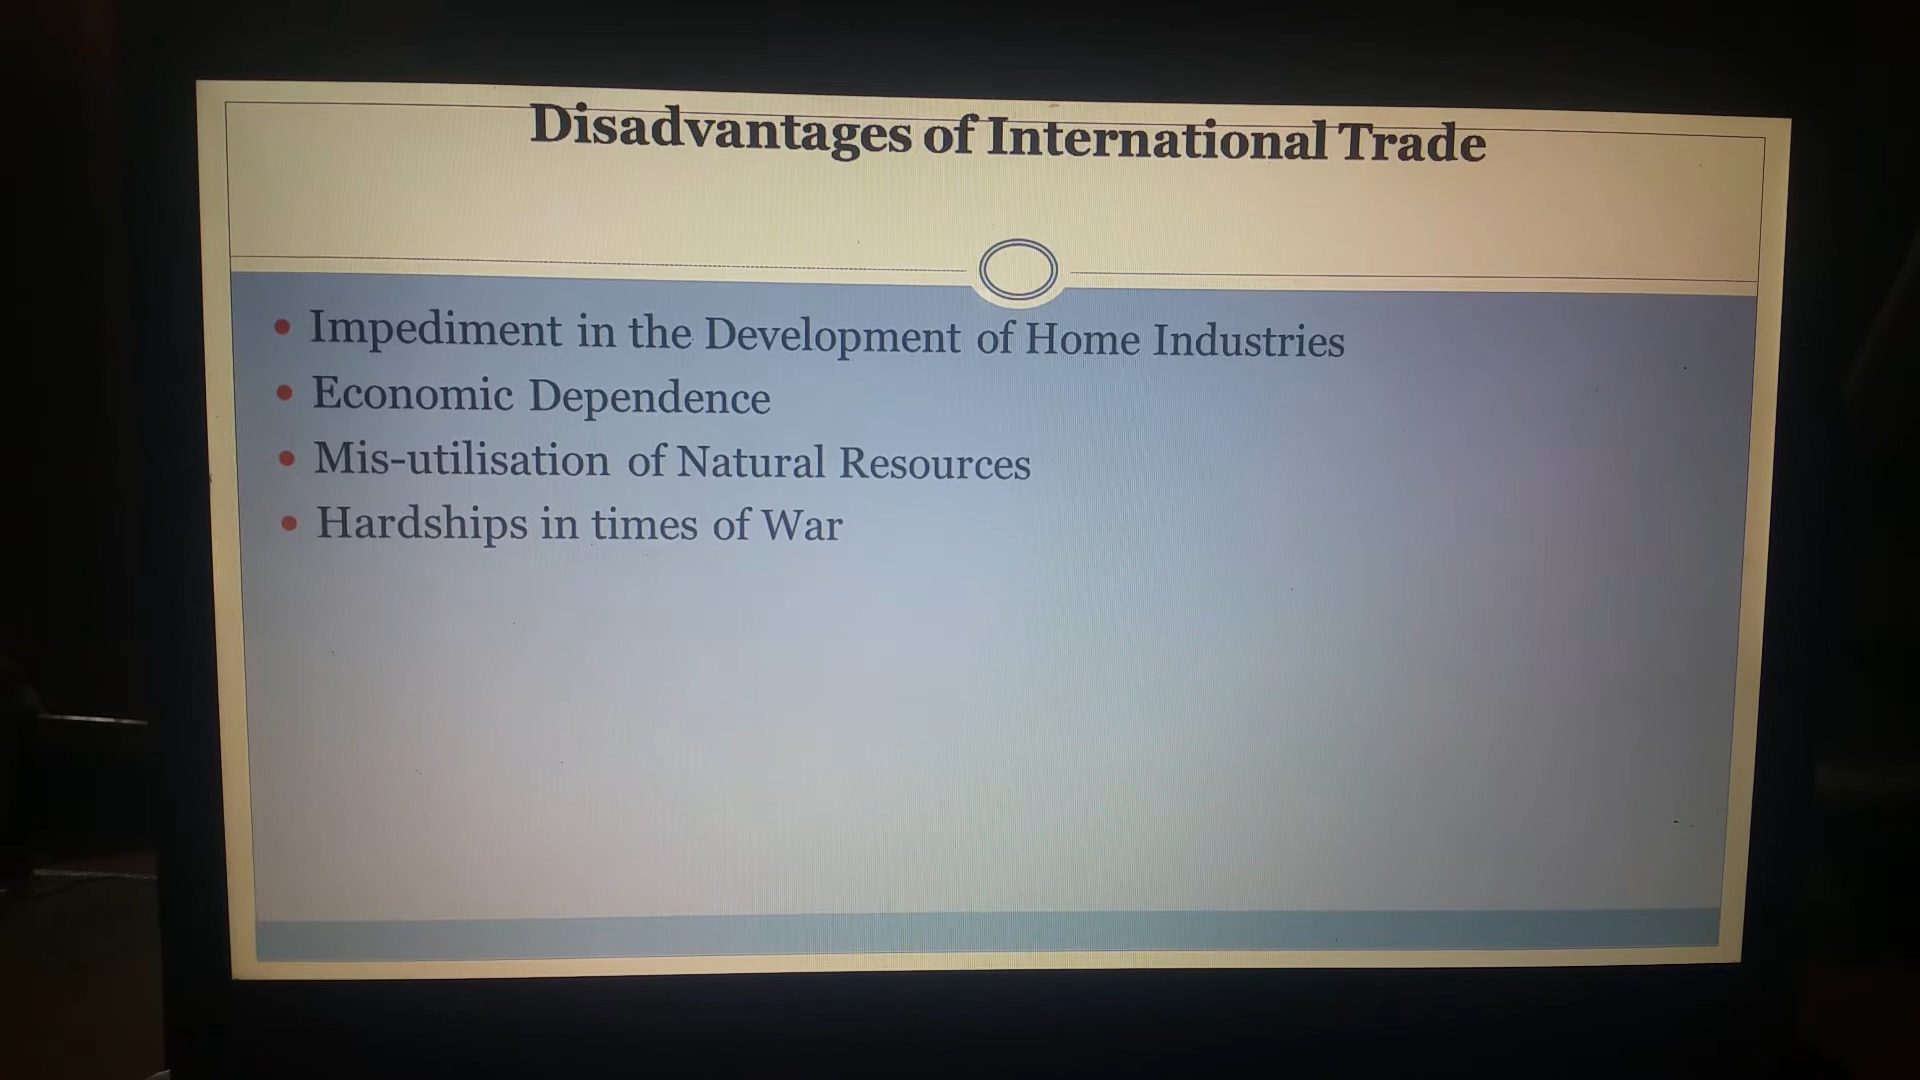 Disadvantages of International Trade
• Impediment in the Development of Home Industries
• Economic Dependence
• Mis-utilisation of Natural Resources
• Hardships in times of War